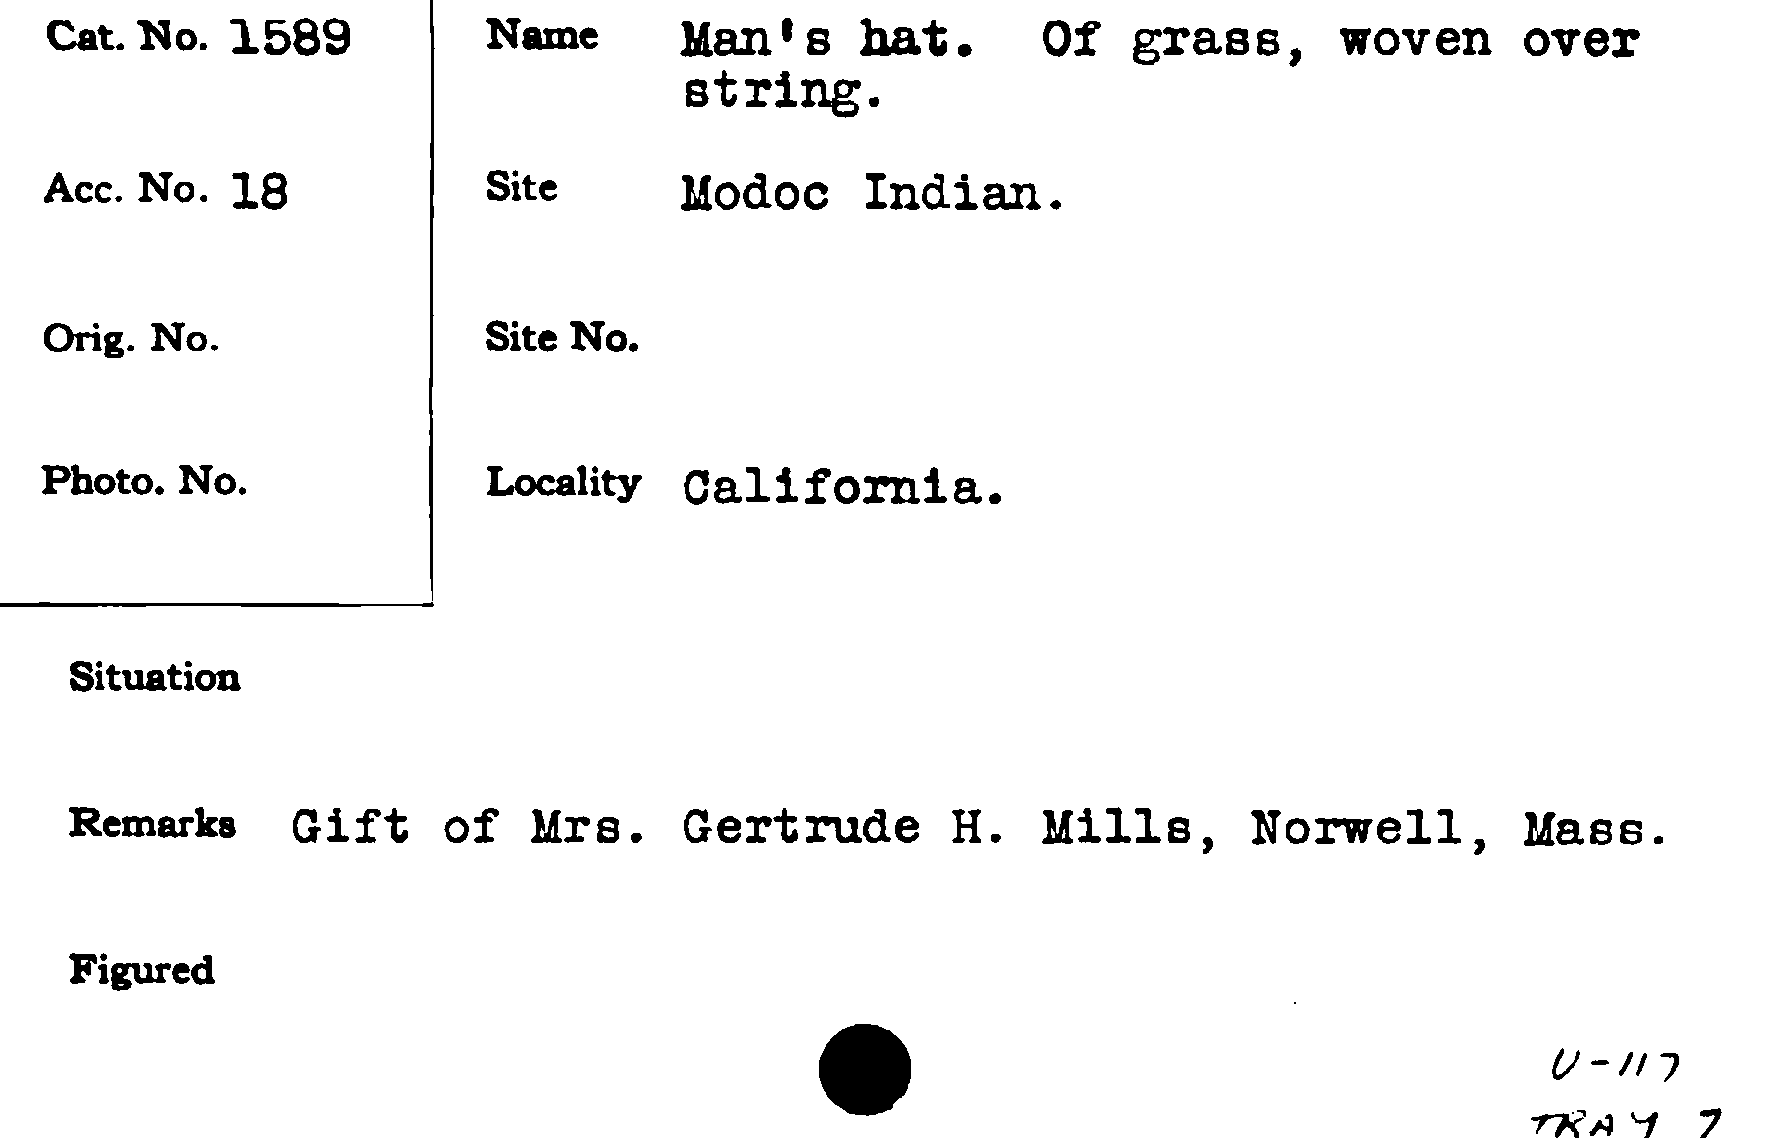 Cat. No. 1589
Name Man's hat. Of grass, woven over
string.
Acc. No. 18
Site Modoc Indian.
Orig. No.
Site No.
Photo. No.
Locality California.
Situation
Remarks Gift of Mrs. Gertrude H. Mills, Norwell, Mass.
Figured
U-117
TRAY 7